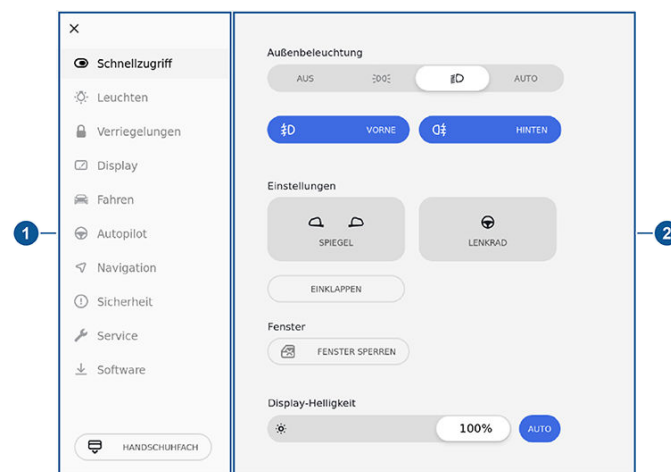 Schnellzugriff
Leuchten
Verriegelungen
Display
Fahren
Autopilot
Navigation
Sicherheit
Service
Software
HANDSCHUHFACH
1
Außenbeleuchtung
AUS
AUTO
VORNE
HINTEN
Einstellungen
SPIEGEL
LENKRAD
EINKLAPPEN
Fenster
FENSTER SPERREN
Display-Helligkeit
100%
AUTO
2